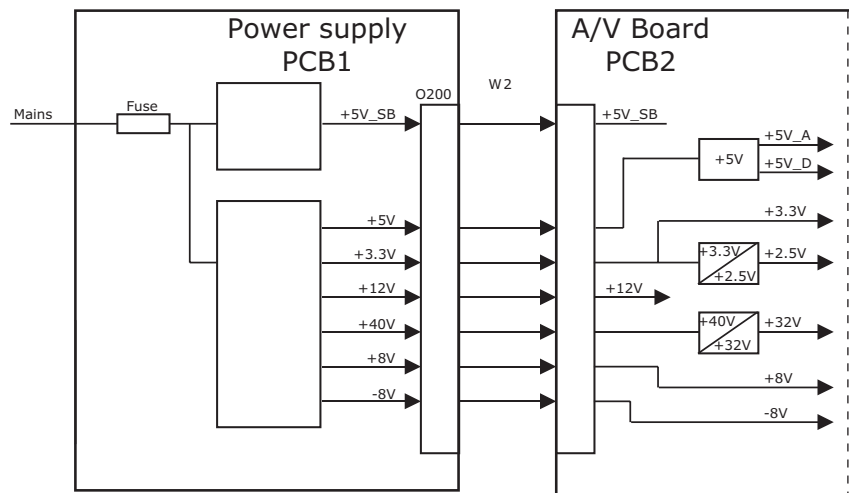 Power supply
PCB1
A/V Board
PCB2
Mains
Fuse
+5V_SB
O200
W2
+5V_SB
+5V
+5V_A
+5V_D
+5V
+3.3V
+3.3V
+3.3V
+2.5V
+2.5V
+12V
+12V
+40V
+40V
+32V
+32V
+8V
+8V
-8V
-8V